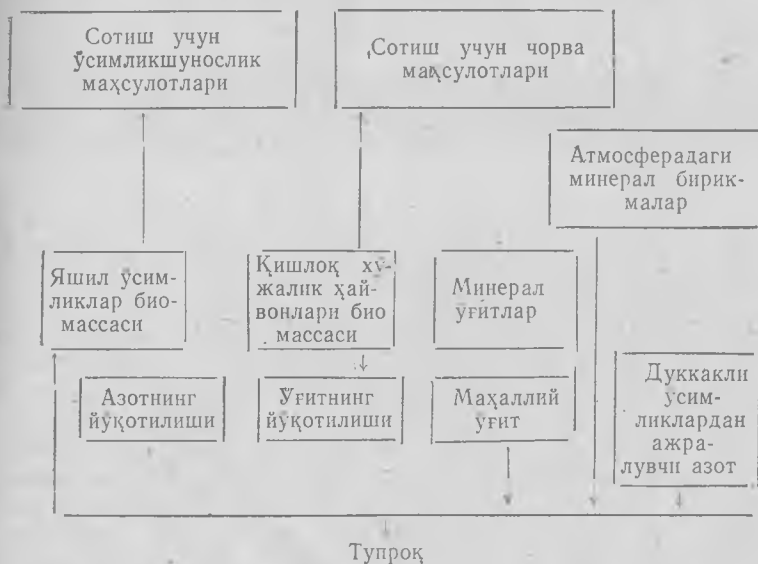 Сотиш учун
ўсимликшунослик
маҳсулотлари
Сотиш учун чорва
маҳсулотлари
Атмосферадаги
минерал бирик-
малар
Яшил ўсим-
ликлар био-
массаси
Қишлоқ хў-
жалик ҳай-
вонлари био
массаси
Минерал
ўғитлар
Азотнинг
йўқотилиши
Ўғитнинг
йўқотилиши
Маҳаллий
ўғит
Дуккакли
ўсим-
ликлардан
ажра-
лувчи азот
Тупроқ